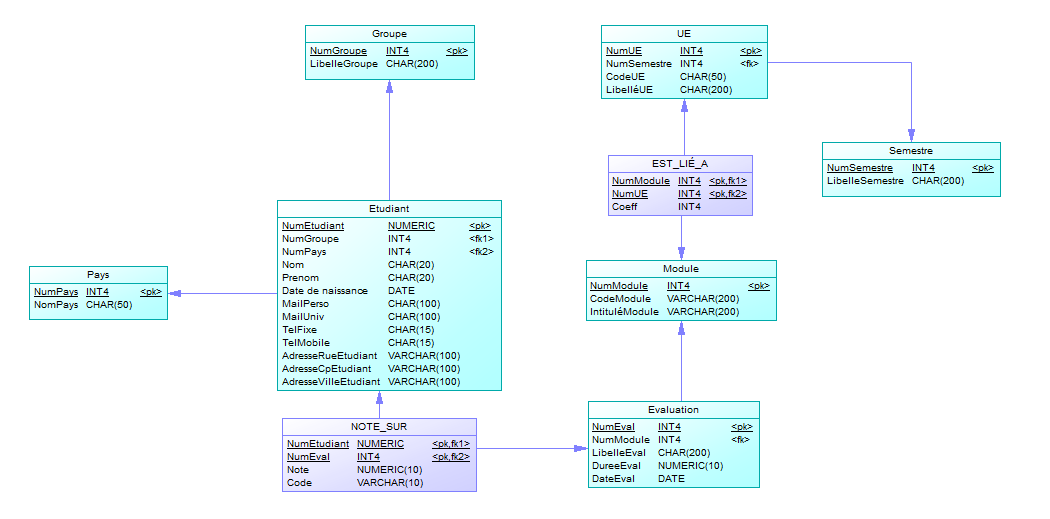 Groupe
NumGroupe INT4 <pk>
LibelleGroupe CHAR(200)
UE
NumUE INT4 <pk>
NumSemestre INT4 <fk>
CodeUE CHAR(50)
LibelléUE CHAR(200)
Semestre
NumSemestre INT4 <pk>
LibelleSemestre CHAR(200)
EST_LIÉ_A
NumModule INT4 <pk,fk1>
NumUE INT4 <pk,fk2>
Coeff INT4
Etudiant
NumEtudiant NUMERIC <pk>
NumGroupe INT4 <fk1>
NumPays INT4 <fk2>
Nom CHAR(20)
Prenom CHAR(20)
Date de naissance DATE
MailPerso CHAR(100)
MailUniv CHAR(100)
TelFixe CHAR(15)
TelMobile CHAR(15)
AdresseRueEtudiant VARCHAR(100)
AdresseCpEtudiant VARCHAR(100)
AdresseVilleEtudiant VARCHAR(100)
Pays
NumPays INT4 <pk>
NomPays CHAR(50)
Module
NumModule INT4 <pk>
CodeModule VARCHAR(200)
IntituléModule VARCHAR(200)
NOTE_SUR
NumEtudiant NUMERIC <pk,fk1>
NumEval INT4 <pk,fk2>
Note NUMERIC(10)
Code VARCHAR(10)
Evaluation
NumEval INT4 <pk>
NumModule INT4 <fk>
LibelleEval CHAR(200)
DureeEval NUMERIC(10)
DateEval DATE